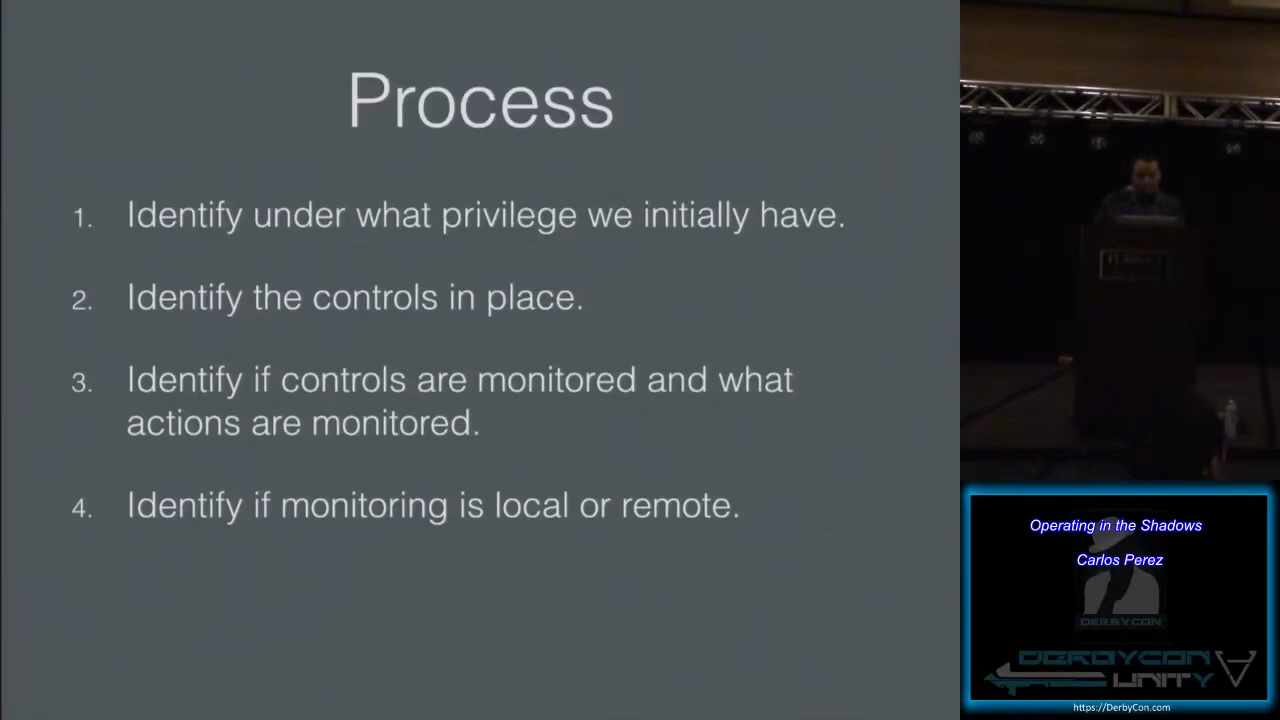 Process
1. Identify under what privilege we initially have.
2. Identify the controls in place.
3. Identify if controls are monitored and what
actions are monitored.
4. Identify if monitoring is local or remote.
Operating in the Shadows
Carlos Perez
DERBYCON
DERBYCON
UNITY
https://DerbyCon.com